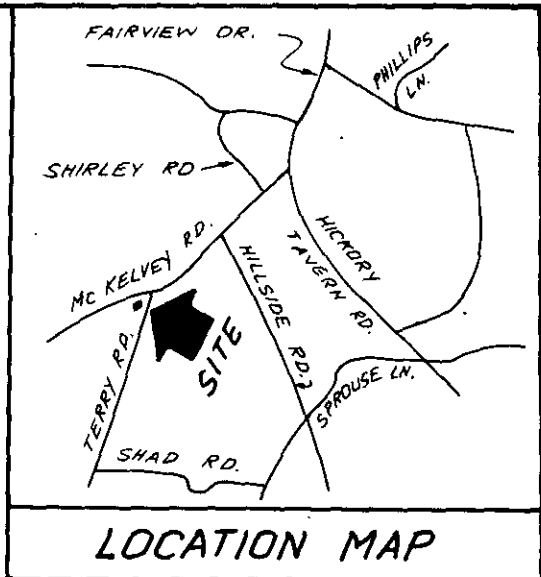 FAIRVIEW DR.
PHILLIPS
LN.
SHIRLEY RD
MC KELVEY RD.
HICKORY
TAVERN RD.
HILLSIDE RD.
SITE
TERRY RD.
SPROUSE LN.
SHAD RD.
LOCATION MAP